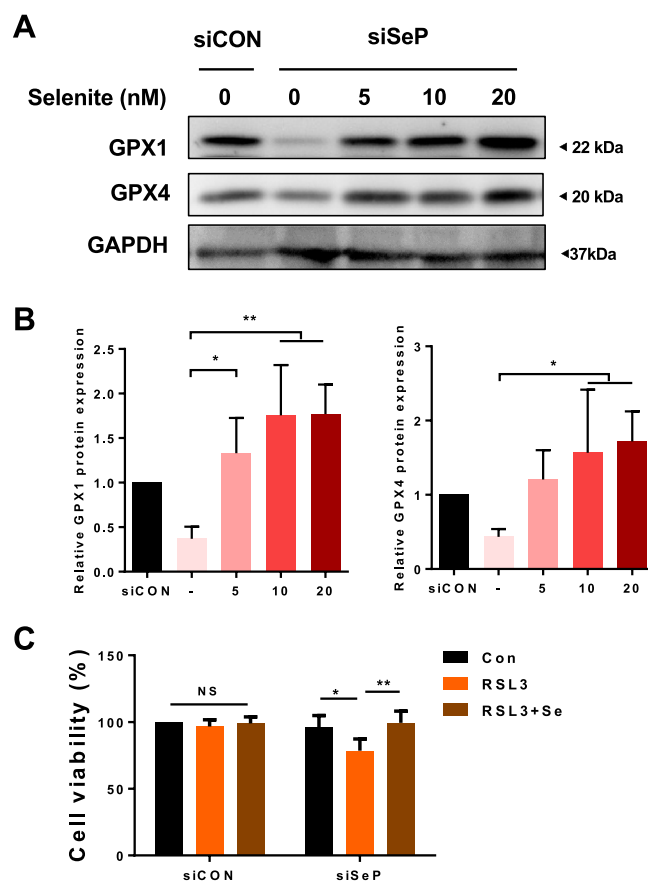 A
siCON siSeP
Selenite (nM) 0 0 5 10 20
GPX1 ◄ 22 kDa
GPX4 ◄ 20 kDa
GAPDH ◄37kDa
B
Relative GPX1 protein expression
2.5
2.0
1.5
1.0
0.5
0.0
**
*
siCON - 5 10 20
Relative GPX4 protein expression
3
2
1
0
*
siCON - 5 10 20
C
Cell viability (%)
150
100
50
0
NS
* **
siCON siSeP
Con
RSL3
RSL3+Se